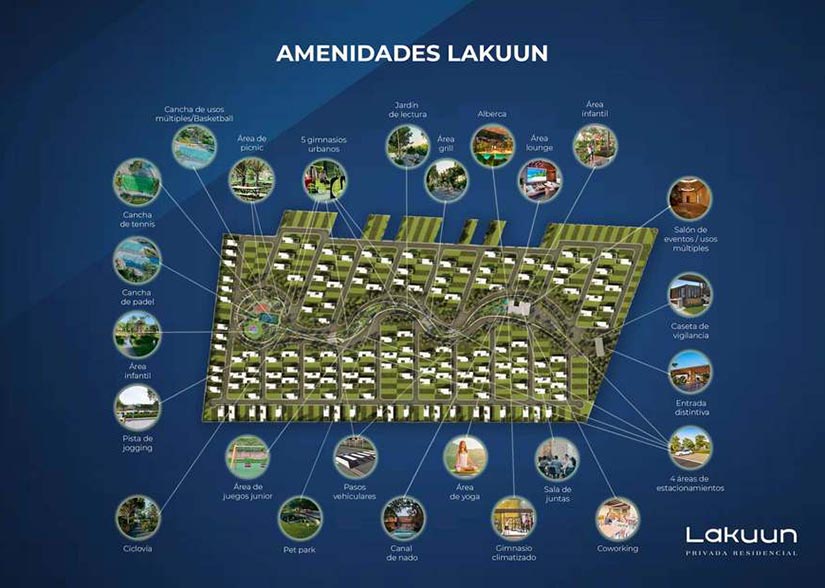 AMENIDADES LAKUUN
Cancha de usos
múltiples/Basketball
Área de
picnic
5 gimnasios
urbanos
Jardín
de lectura
Área
grill
Alberca
Área
lounge
Área
infantil
Cancha
de tennis
Salón de
eventos / usos
múltiples
Cancha
de padel
Caseta de
vigilancia
Área
infantil
Entrada
distintiva
Pista de
jogging
4 áreas de
estacionamientos
Área de
juegos junior
Pasos
vehiculares
Área
de yoga
Sala de
juntas
Ciclovía
Pet park
Canal
de nado
Gimnasio
climatizado
Coworking
Lakuun
PRIVADA RESIDENCIAL